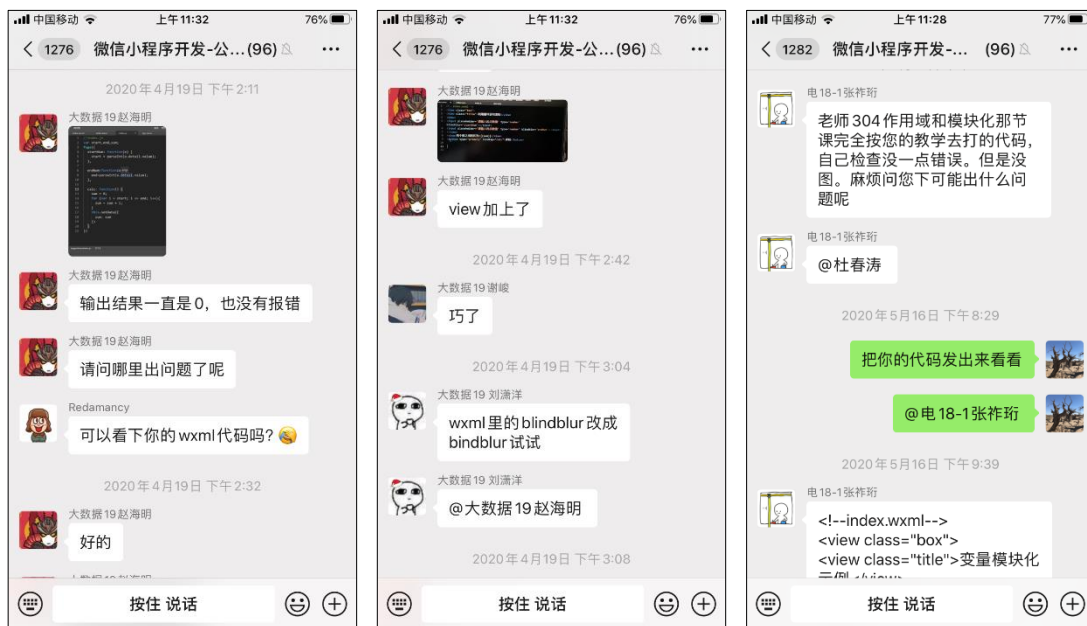 中国移动 上午11:32 76%
1276 微信小程序开发-公...(96)
2020年4月19日 下午2:11
大数据19赵海明
大数据19赵海明
输出结果一直是0，也没有报错
大数据19赵海明
请问哪里出问题了呢
Redamancy
可以看下你的wxml代码吗?
2020年4月19日 下午2:32
大数据19赵海明
好的
按住 说话
中国移动 上午11:32 76%
1276 微信小程序开发-公...(96)
大数据19赵海明
大数据19赵海明
view加上了
2020年4月19日 下午2:42
大数据19谢峻
巧了
2020年4月19日 下午3:04
大数据19 刘潇洋
wxml里的blindblur改成
bindblur试试
大数据19 刘潇洋
@大数据19赵海明
2020年4月19日 下午3:08
按住 说话
中国移动 上午11:28 77%
1282 微信小程序开发-... (96)
电18-1张祚珩
老师304作用域和模块化那节
课完全按您的教学去打的代码，
自己检查没一点错误。但是没
图。麻烦问您下可能出什么问
题呢
电18-1张祚珩
@杜春涛
2020年5月16日 下午8:29
把你的代码发出来看看
@电18-1张祚珩
2020年5月16日 下午9:39
电18-1张祚珩
<!--index.wxml-->
<view class="box">
<view class="title">变量模块化
示例</view>
按住 说话